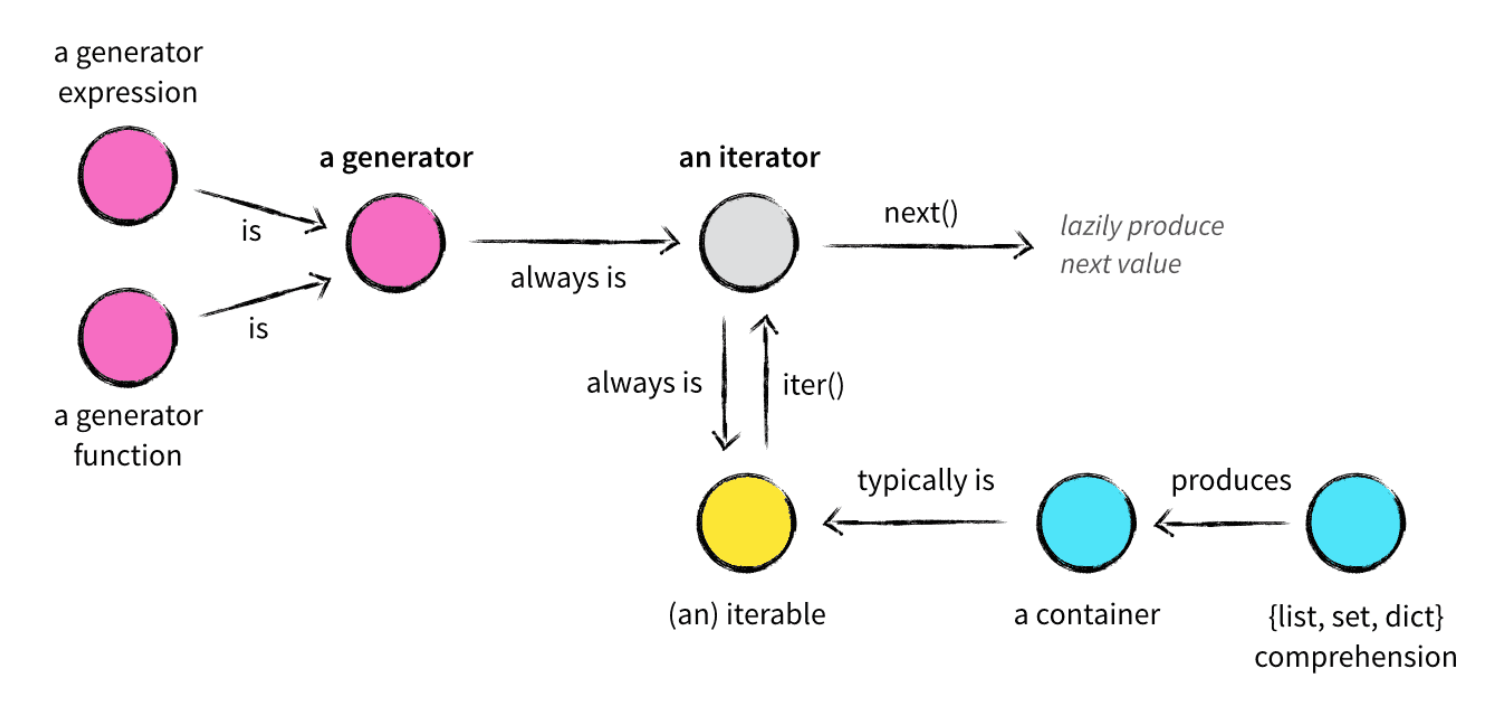 a generator
expression
a generator
an iterator
next()
lazily produce
next value
is
always is
is
a generator
function
always is
iter()
typically is
produces
(an) iterable
a container
{list, set, dict}
comprehension